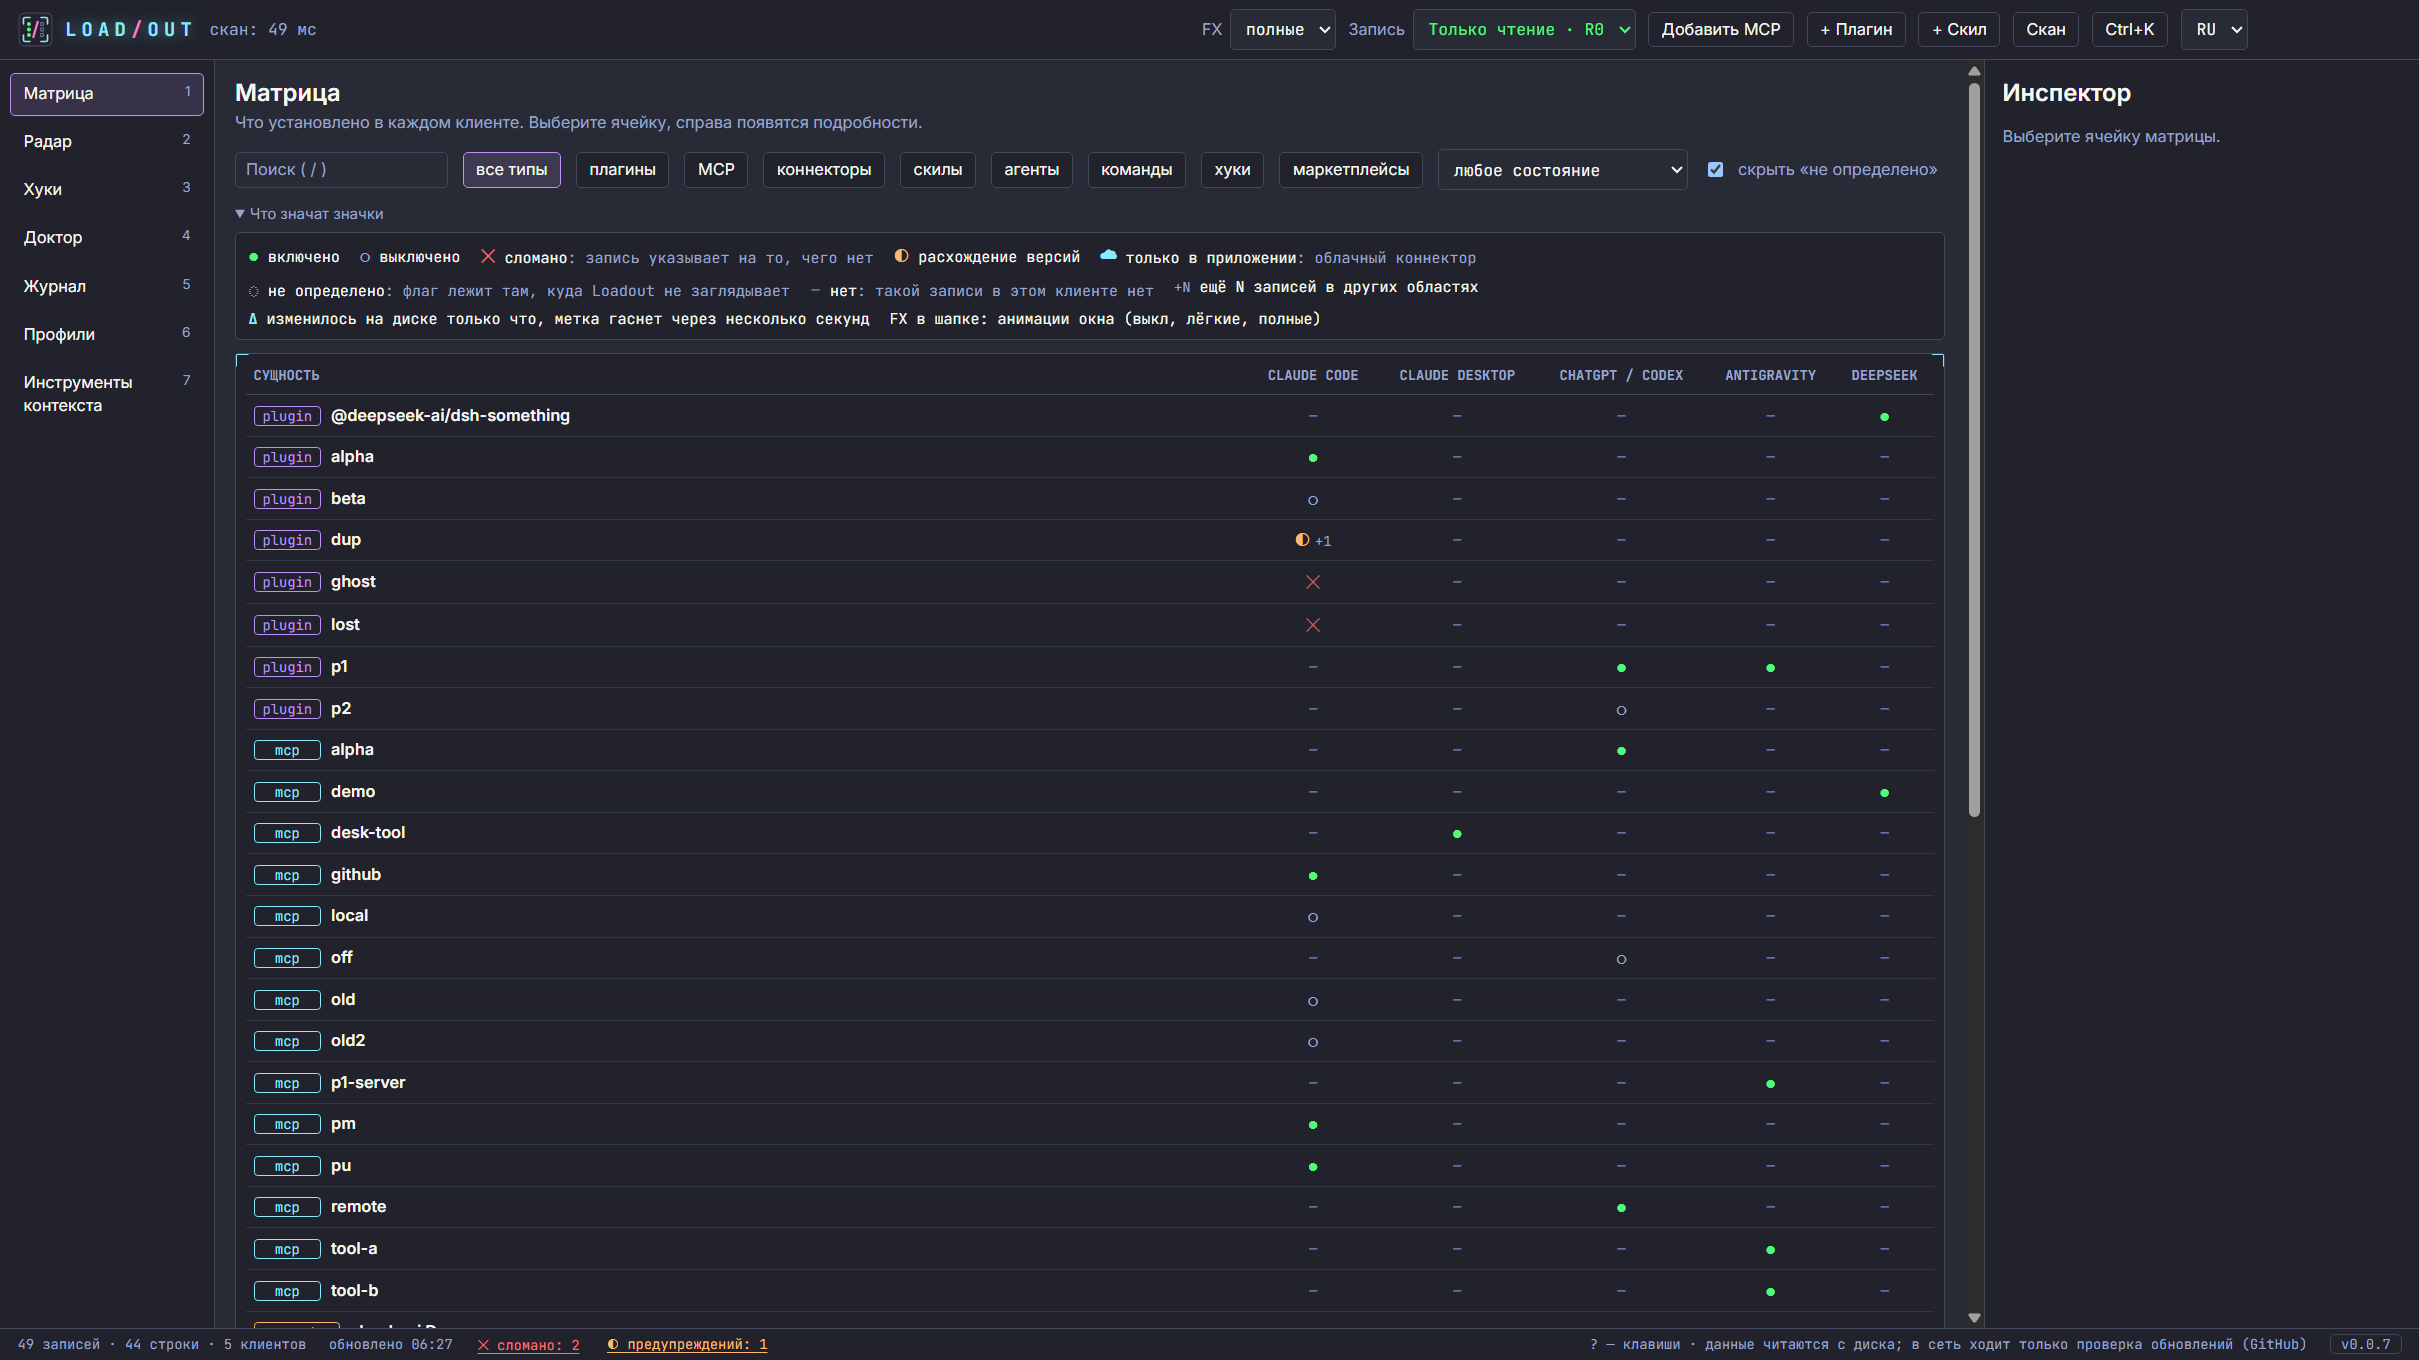 LOAD/OUT скан: 49 мс FX полные Запись Только чтение · R0 Добавить MCP + Плагин + Скил Скан Ctrl+K RU
Матрица 1
Радар 2
Хуки 3
Доктор 4
Журнал 5
Профили 6
Инструменты контекста 7
Матрица
Что установлено в каждом клиенте. Выберите ячейку, справа появятся подробности.
Поиск ( / ) все типы плагины MCP коннекторы скилы агенты команды хуки маркетплейсы любое состояние скрыть «не определено»
▼ Что значат значки
● включено ○ выключено ✕ сломано: запись указывает на то, чего нет ◐ расхождение версий ☁ только в приложении: облачный коннектор
◌ не определено: флаг лежит там, куда Loadout не заглядывает — нет: такой записи в этом клиенте нет +N ещё N записей в других областях
Δ изменилось на диске только что, метка гаснет через несколько секунд FX в шапке: анимации окна (выкл, лёгкие, полные)
СУЩНОСТЬ CLAUDE CODE CLAUDE DESKTOP CHATGPT / CODEX ANTIGRAVITY DEEPSEEK
plugin @deepseek-ai/dsh-something — — — — ●
plugin alpha ● — — — —
plugin beta ○ — — — —
plugin dup ◐ +1 — — — —
plugin ghost ✕ — — — —
plugin lost ✕ — — — —
plugin p1 — — ● ● —
plugin p2 — — ○ — —
mcp alpha — — ● — —
mcp demo — — — — ●
mcp desk-tool — ● — — —
mcp github ● — — — —
mcp local ○ — — — —
mcp off — — ○ — —
mcp old ○ — — — —
mcp old2 ○ — — — —
mcp p1-server — — — ● —
mcp pm ● — — — —
mcp pu ● — — — —
mcp remote — — ● — —
mcp tool-a — — — ● —
mcp tool-b — — — ● —
Инспектор
Выберите ячейку матрицы.
49 записей · 44 строки · 5 клиентов обновлено 06:27 ✕ сломано: 2 ◐ предупреждений: 1 ? — клавиши · данные читаются с диска; в сеть ходит только проверка обновлений (GitHub) v0.0.7